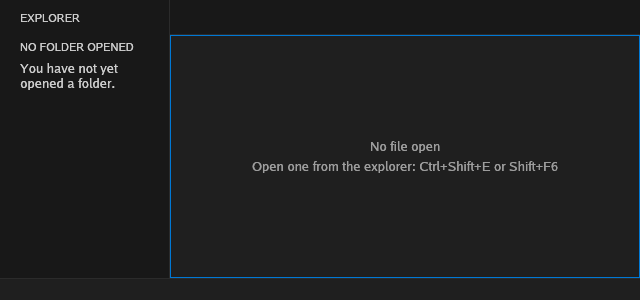 EXPLORER
NO FOLDER OPENED
You have not yet
opened a folder.
No file open
Open one from the explorer: Ctrl+Shift+E or Shift+F6